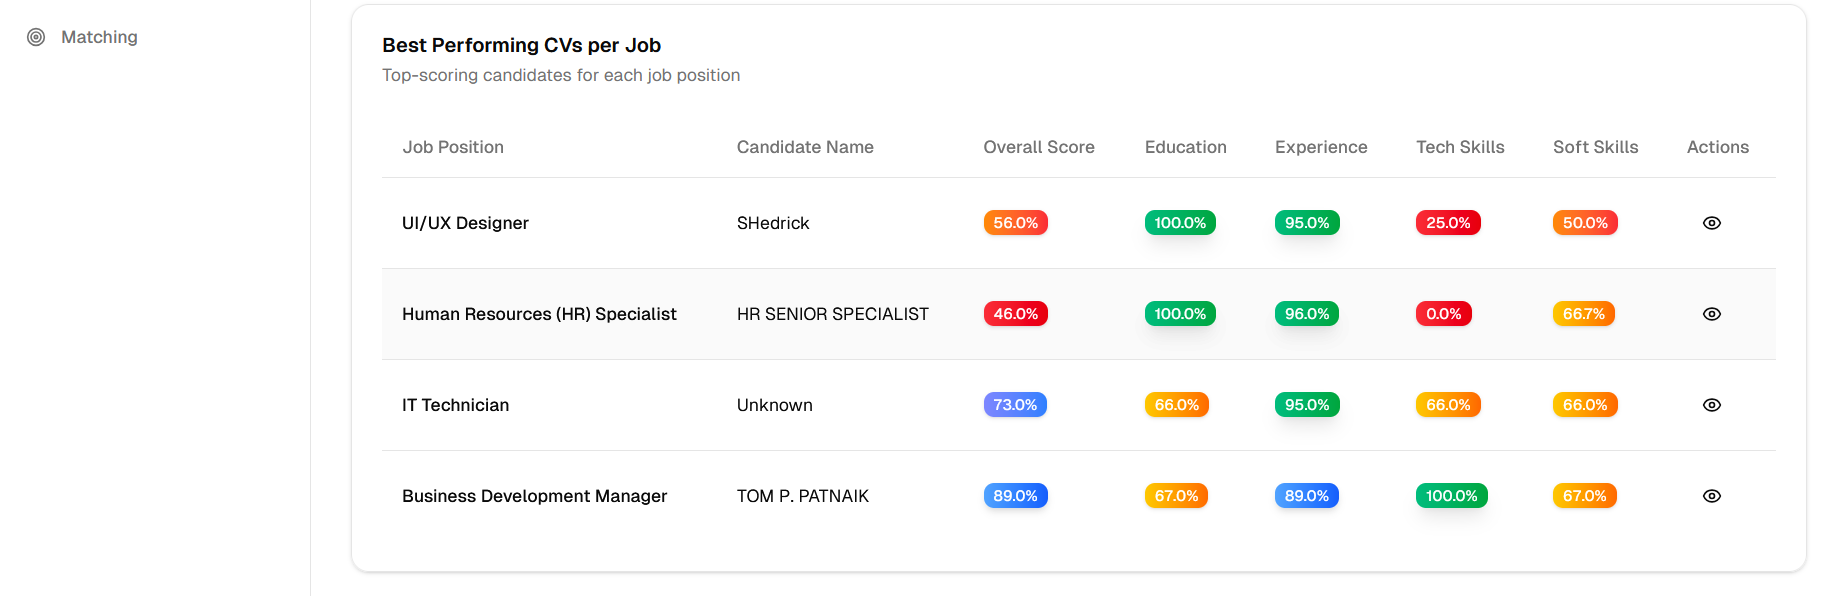 Matching
Best Performing CVs per Job
Top-scoring candidates for each job position
Job Position Candidate Name Overall Score Education Experience Tech Skills Soft Skills Actions
UI/UX Designer SHedrick 56.0% 100.0% 95.0% 25.0% 50.0%
Human Resources (HR) Specialist HR SENIOR SPECIALIST 46.0% 100.0% 96.0% 0.0% 66.7%
IT Technician Unknown 73.0% 66.0% 95.0% 66.0% 66.0%
Business Development Manager TOM P. PATNAIK 89.0% 67.0% 89.0% 100.0% 67.0%